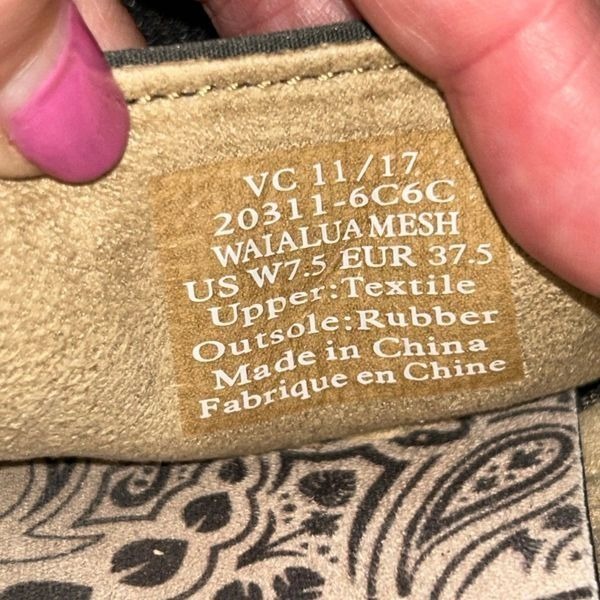 VC 11/17
20311-6C6C
WAIALUA MESH
US W7.5 EUR 37.5
Upper:Textile
Outsole:Rubber
Made in China
Fabrique en Chine